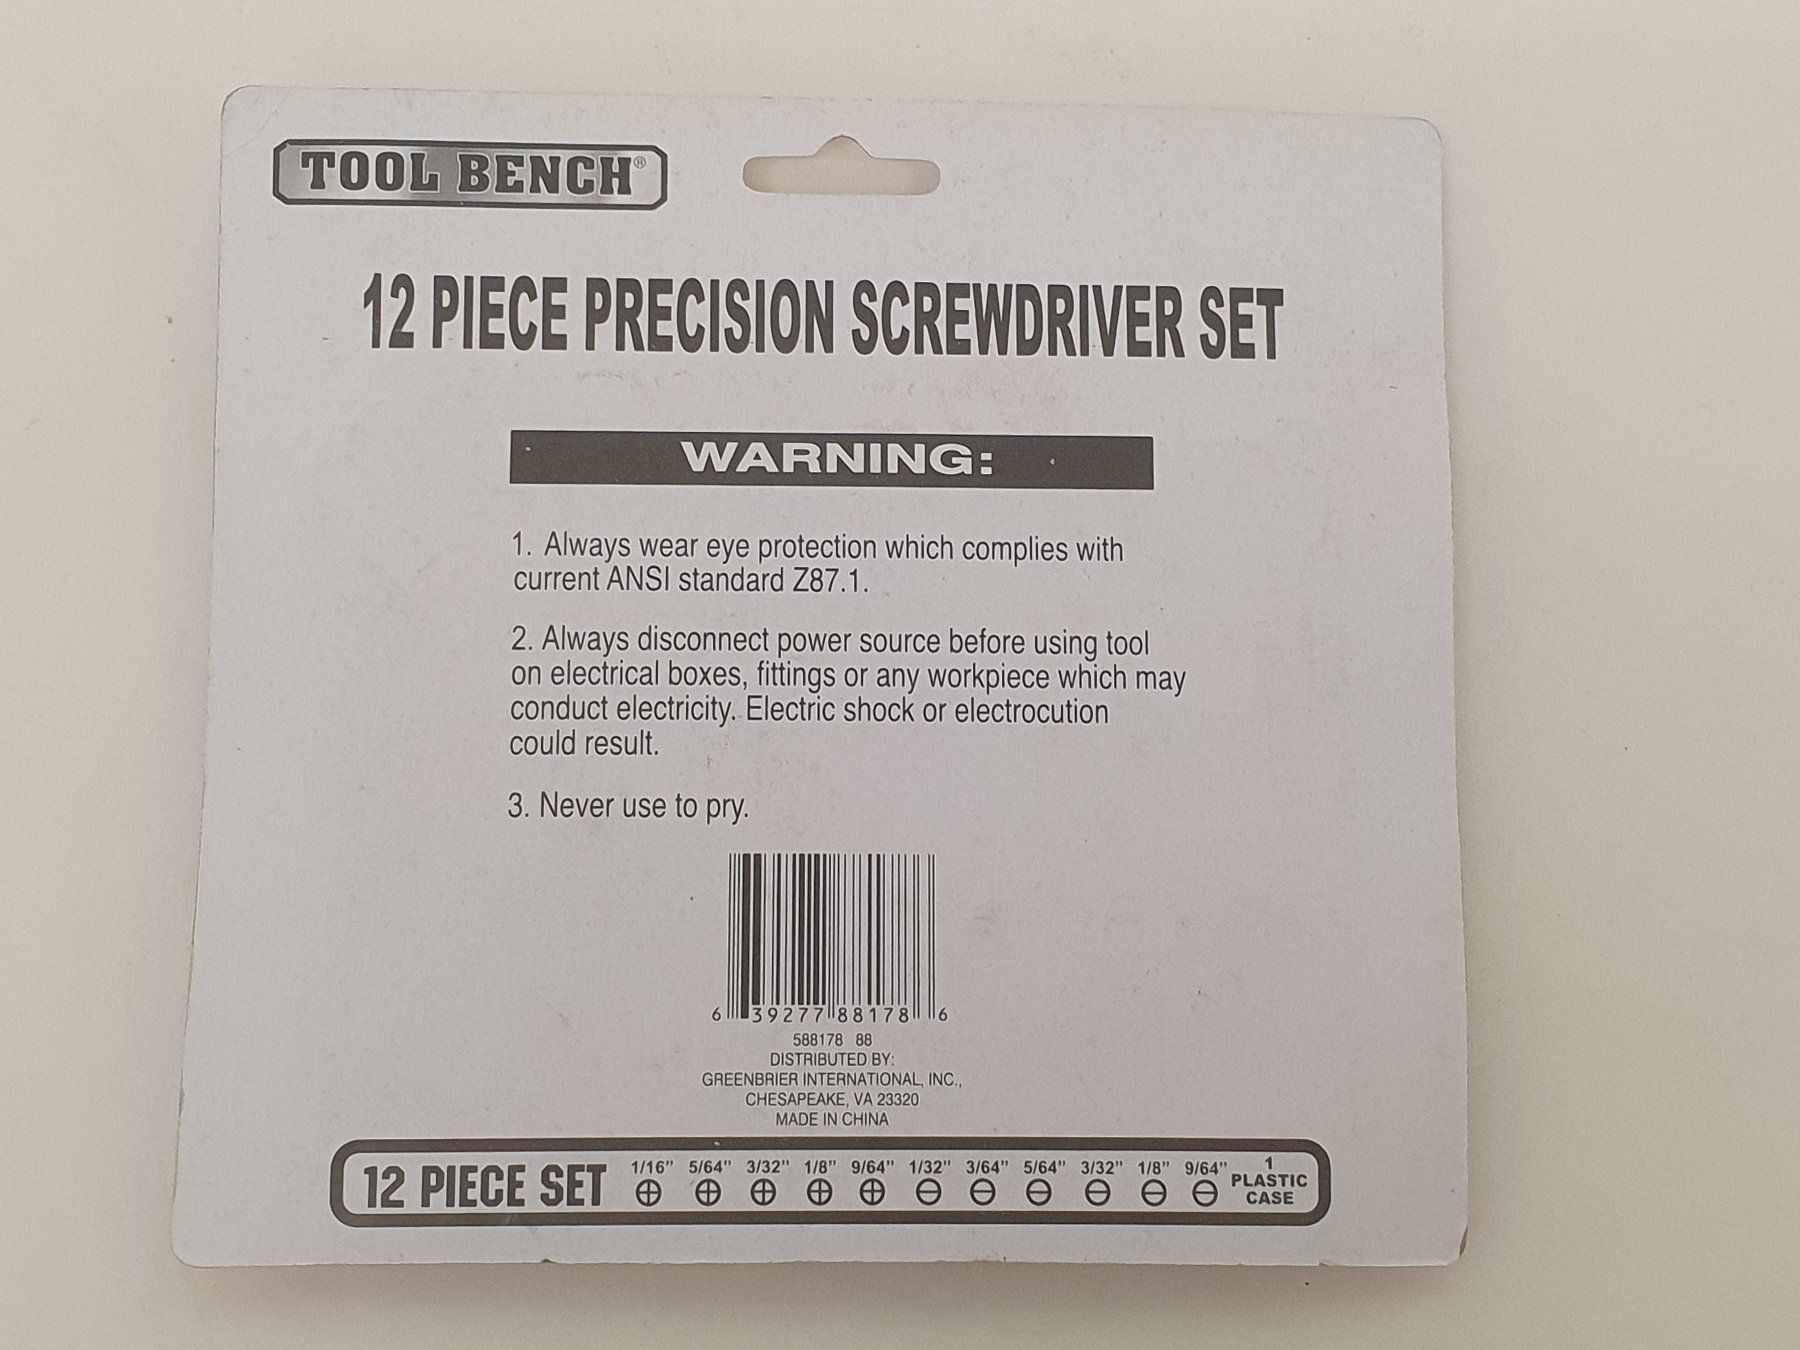 TOOL BENCH®
12 PIECE PRECISION SCREWDRIVER SET
WARNING:
1. Always wear eye protection which complies with
current ANSI standard Z87.1.
2. Always disconnect power source before using tool
on electrical boxes, fittings or any workpiece which may
conduct electricity. Electric shock or electrocution
could result.
3. Never use to pry.
6 39277 88178 6
588178 88
DISTRIBUTED BY:
GREENBRIER INTERNATIONAL, INC.,
CHESAPEAKE, VA 23320
MADE IN CHINA
12 PIECE SET 1/16" 5/64" 3/32" 1/8" 9/64" 1/32" 3/64" 5/64" 3/32" 1/8" 9/64" 1
PLASTIC
CASE